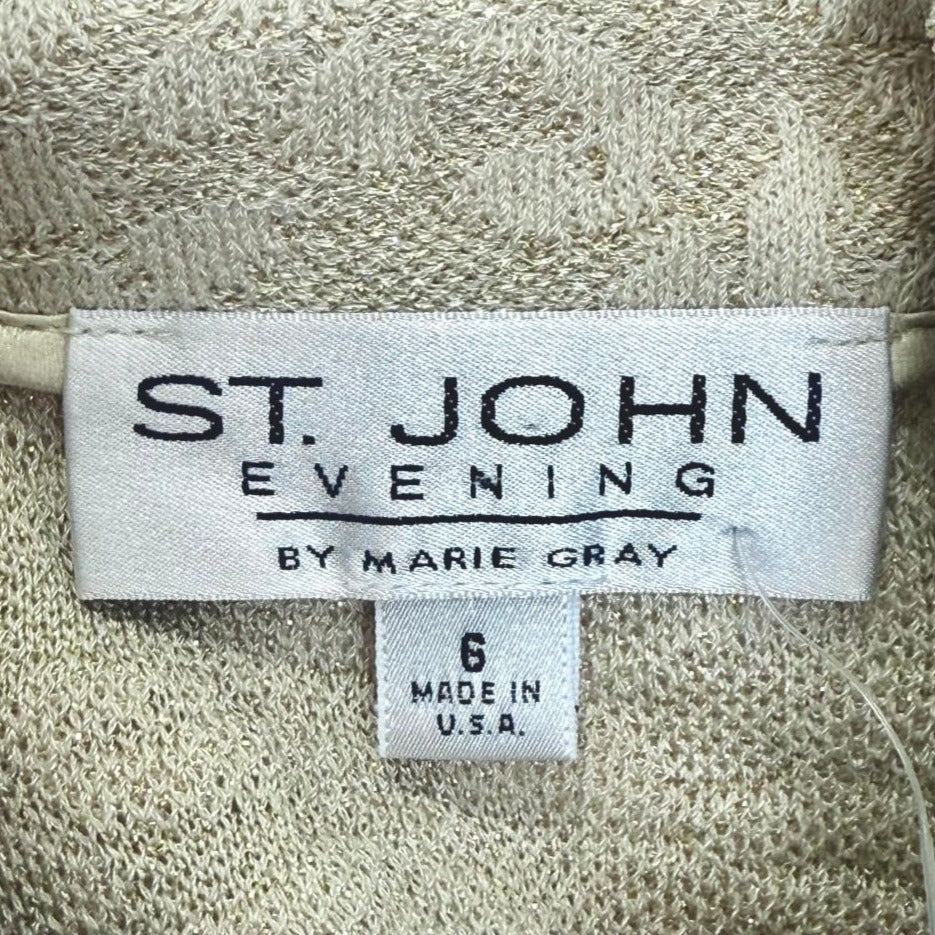 ST. JOHN
EVENING
BY MARIE GRAY
6
MADE IN
U.S.A.